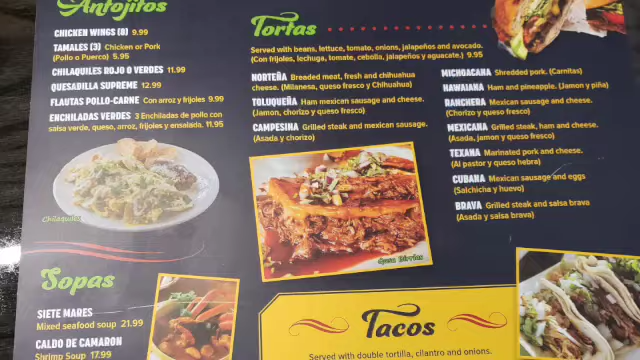 Antojitos
CHICKEN WINGS (8) 9.99
TAMALES (3) Chicken or Pork
(Pollo o Puerco) 5.99
CHILAQUILES ROJO O VERDES 11.99
QUESADILLA SUPREME 12.99
FLAUTAS POLLO-CARNE Con arroz y frijoles 9.99
ENCHILADAS VERDES 3 Enchiladas de pollo con
salsa verde, queso, arroz, frijoles y ensalada. 11.95
Chilaquiles
Sopas
SIETE MARES
Mixed seafood soup 21.99
CALDO DE CAMARON
Shrimp Soup 17.99
Tortas
Served with beans, lettuce, tomato, onions, jalapeños and avocado.
(Con frijoles, lechuga, tomate, cebolla, jalapeños y aguacate.) 9.95
NORTEÑA Breaded meat, fresh and chihuahua
cheese. (Milanesa, queso fresco y Chihuahua)
TOLUQUEÑA Ham mexican sausage and cheese.
(Jamon, chorizo y queso fresco)
CAMPESINA Grilled steak and mexican sausage.
(Asada y chorizo)
MICHOACANA Shredded pork. (Carnitas)
HAWAIANA Ham and pineapple. (Jamon y piña)
RANCHERA Mexican sausage and cheese.
(Chorizo y queso fresco)
MEXICANA Grilled steak, ham and cheese.
(Asada, jamon y queso fresco)
TEXANA Marinated pork and cheese.
(Al pastor y queso hebra)
CUBANA Mexican sausage and eggs
(Salchicha y huevo)
BRAVA Grilled steak and salsa brava
(Asada y salsa brava)
Quesa Birrias
Tacos
Served with double tortilla, cilantro and onions.